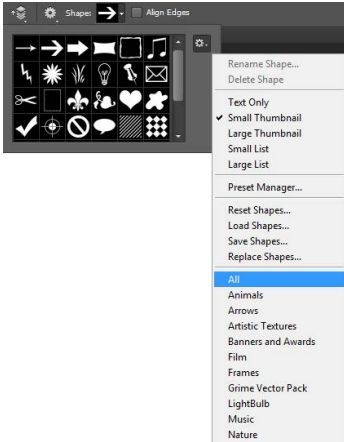 Shape: Align Edges
Rename Shape...
Delete Shape
Text Only
Small Thumbnail
Large Thumbnail
Small List
Large List
Preset Manager...
Reset Shapes...
Load Shapes...
Save Shapes...
Replace Shapes...
All
Animals
Arrows
Artistic Textures
Banners and Awards
Film
Frames
Grime Vector Pack
LightBulb
Music
Nature